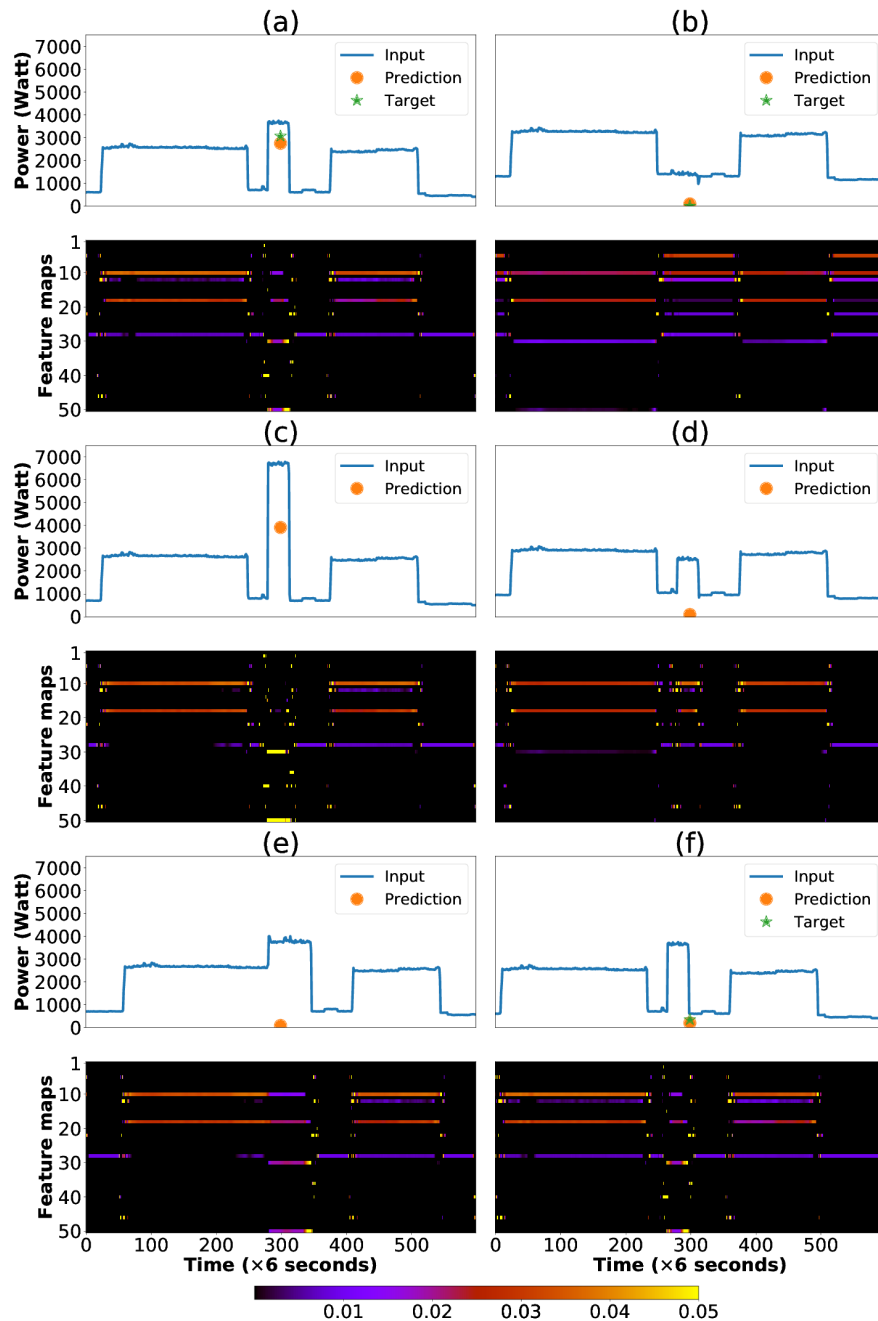 (a) (b)
Power (Watt)
7000
6000
5000
4000
3000
2000
1000
0
Input
Prediction
Target
Input
Prediction
Target
Feature maps
1
10
20
30
40
50
(c) (d)
Power (Watt)
7000
6000
5000
4000
3000
2000
1000
0
Input
Prediction
Input
Prediction
Feature maps
1
10
20
30
40
50
(e) (f)
Power (Watt)
7000
6000
5000
4000
3000
2000
1000
0
Input
Prediction
Input
Prediction
Target
Feature maps
1
10
20
30
40
50
0 100 200 300 400 500 0 100 200 300 400 500
Time (×6 seconds) Time (×6 seconds)
0.01 0.02 0.03 0.04 0.05